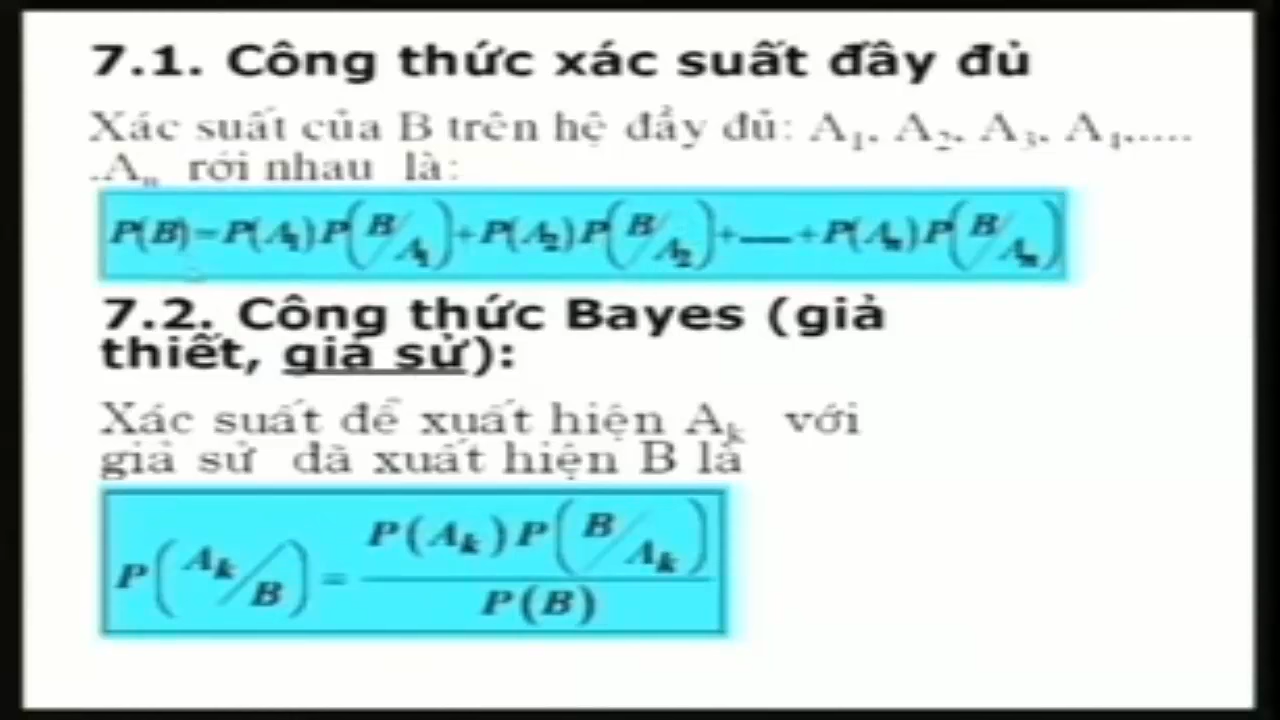 7.1. Công thức xác suất đầy đủ
Xác suất của B trên hệ đầy đủ: A₁, A₂, A₃, A₄,....
.Aₙ rời nhau là:
P(B)=P(A₁)P(B/A₁)+P(A₂)P(B/A₂)+...+P(Aₙ)P(B/Aₙ)
7.2. Công thức Bayes (giả
thiết, giả sử):
Xác suất để xuất hiện Aₖ với
giả sử đã xuất hiện B là
P(Aₖ/B) = P(Aₖ)P(B/Aₖ) / P(B)